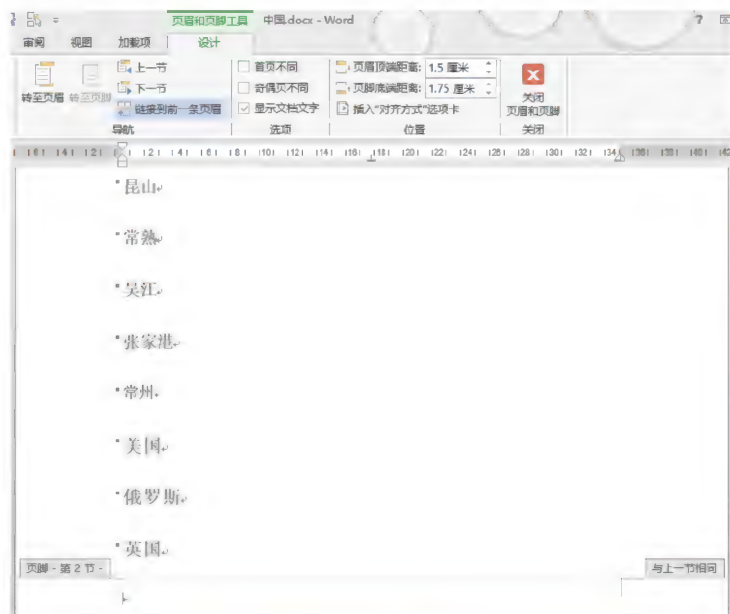 页眉和页脚工具 中国.docx - Word ?
审阅 视图 加载项 设计
转至页眉 转至页脚
上一节
下一节
链接到前一条页眉
导航
首页不同
奇偶页不同
显示文档文字
选项
页眉顶端距离: 1.5 厘米
页脚底端距离: 1.75 厘米
插入“对齐方式”选项卡
位置
关闭
页眉和页脚
关闭
昆山
常熟
吴江
张家港
常州
美国
俄罗斯
英国
页脚 - 第 2 节 -
与上一节相同